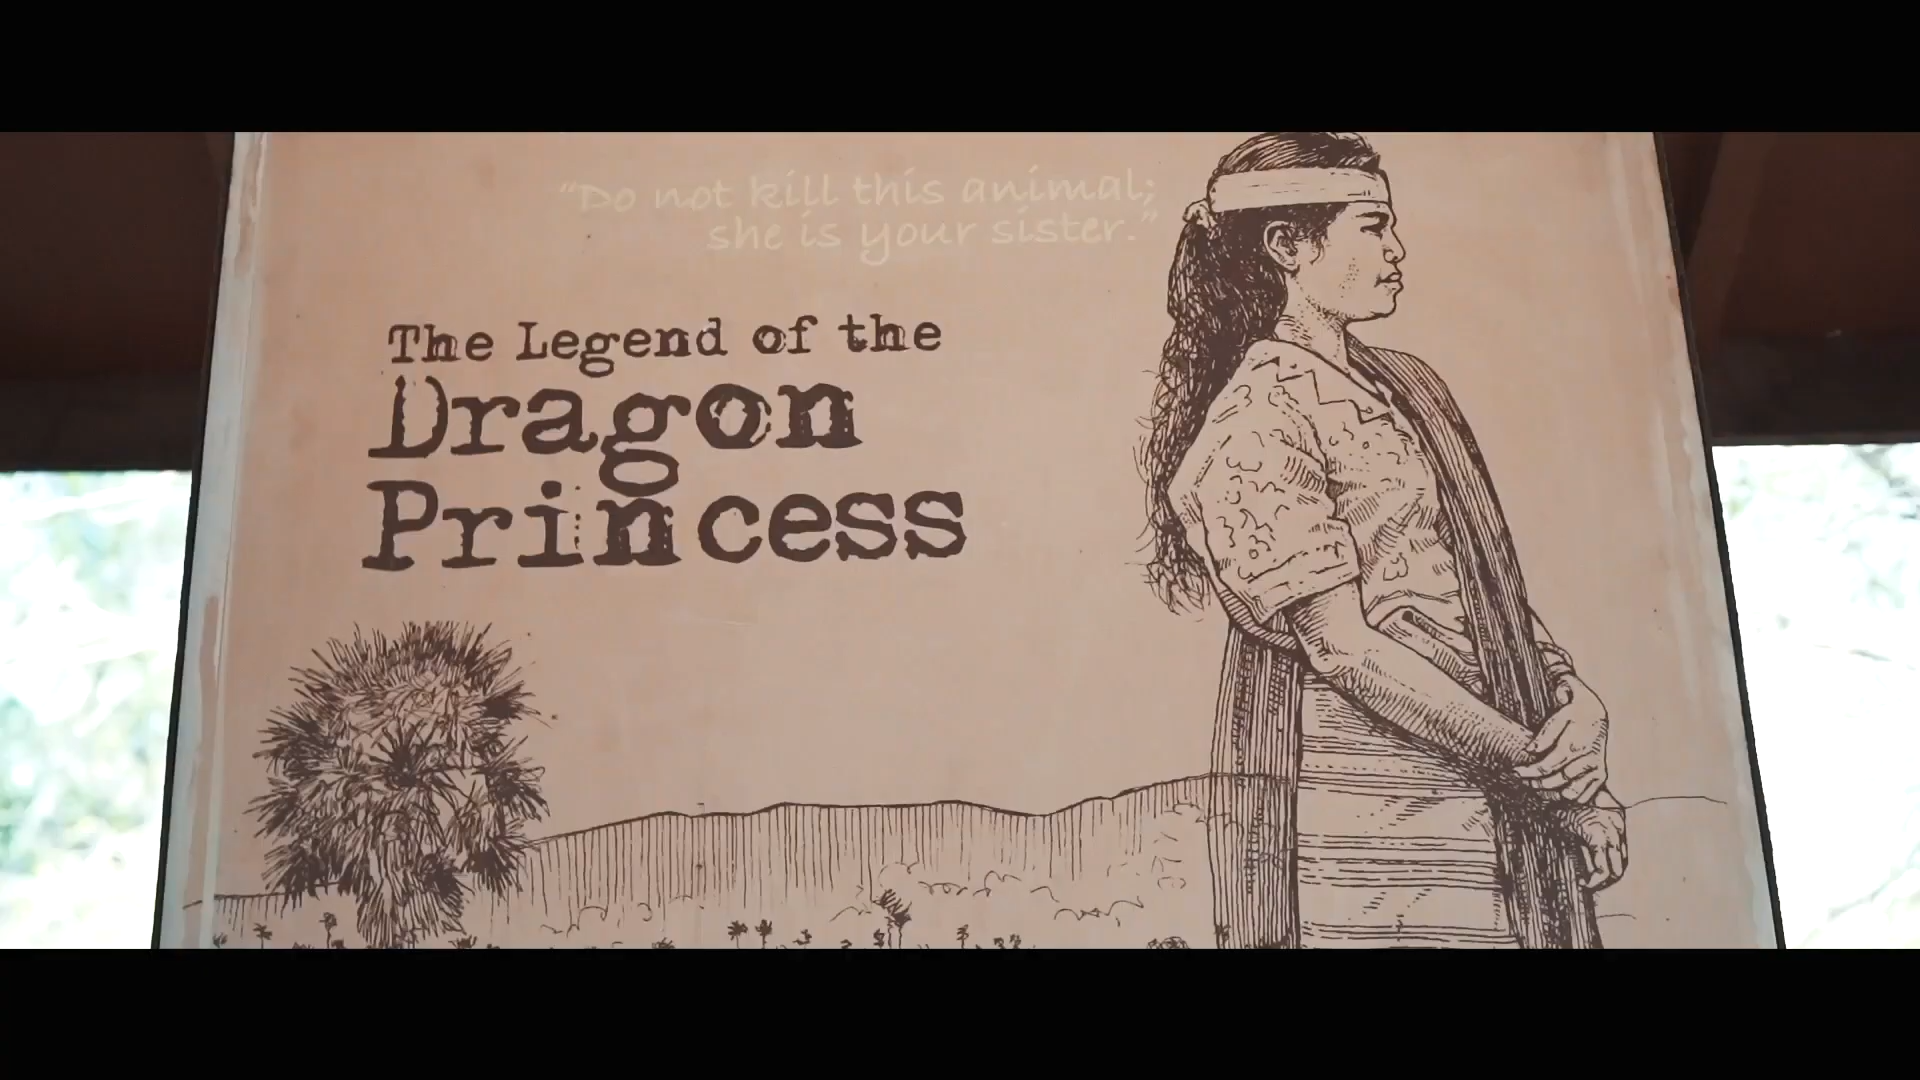 "Do not kill this animal;
she is your sister."
The Legend of the
Dragon
Princess